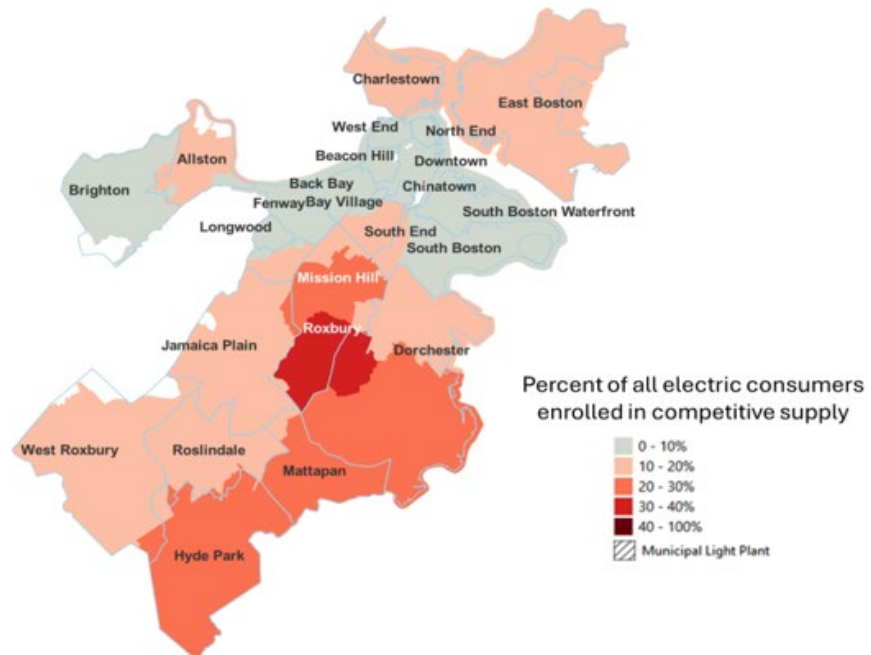 Charlestown
East Boston
West End
North End
Beacon Hill
Downtown
Allston
Brighton
Back Bay
Chinatown
Fenway
Bay Village
South Boston Waterfront
Longwood
South End
South Boston
Mission Hill
Roxbury
Jamaica Plain
Dorchester
West Roxbury
Roslindale
Mattapan
Hyde Park
Percent of all electric consumers
enrolled in competitive supply
0 - 10%
10 - 20%
20 - 30%
30 - 40%
40 - 100%
Municipal Light Plant